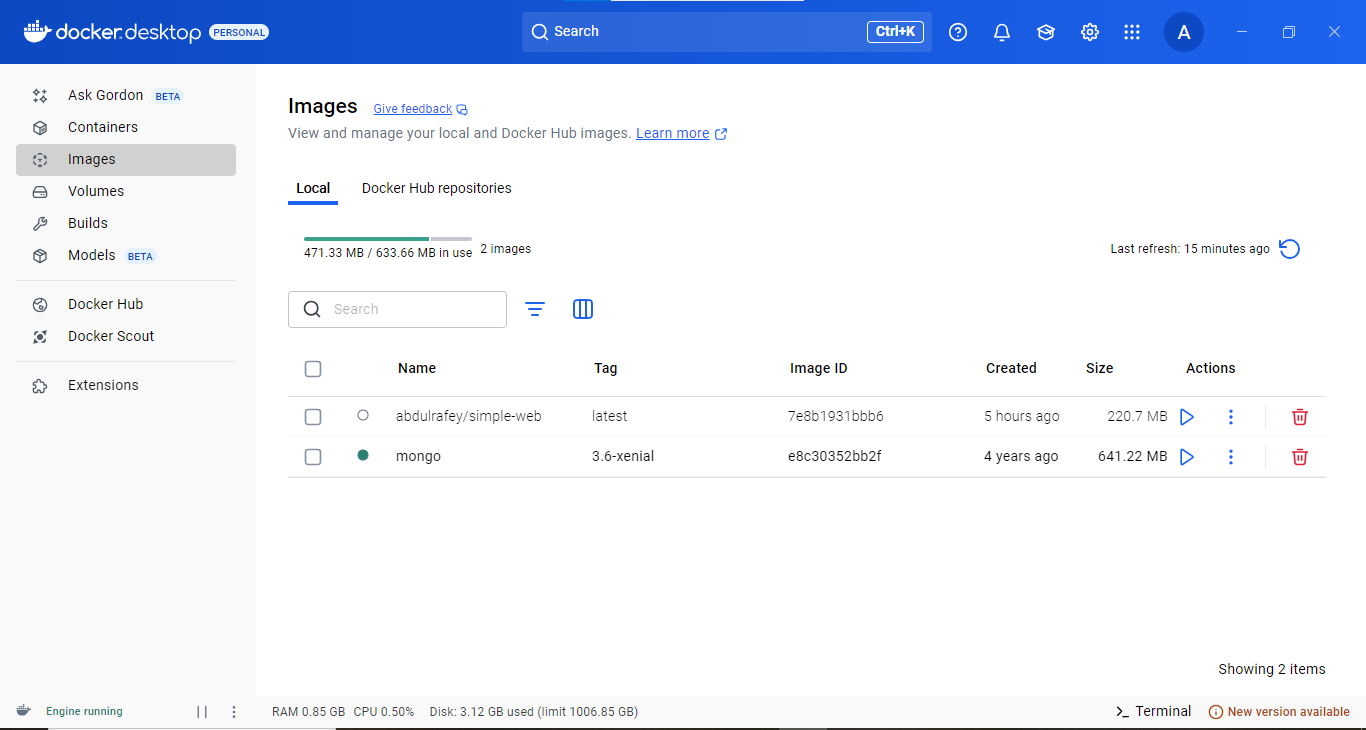 docker.desktop PERSONAL
Search Ctrl+K
A
Ask Gordon BETA
Containers
Images
Volumes
Builds
Models BETA
Docker Hub
Docker Scout
Extensions
Images Give feedback
View and manage your local and Docker Hub images. Learn more
Local Docker Hub repositories
471.33 MB / 633.66 MB in use 2 images
Last refresh: 15 minutes ago
Search
Name Tag Image ID Created Size Actions
abdulrafey/simple-web latest 7e8b1931bbb6 5 hours ago 220.7 MB
mongo 3.6-xenial e8c30352bb2f 4 years ago 641.22 MB
Showing 2 items
Engine running
RAM 0.85 GB CPU 0.50% Disk: 3.12 GB used (limit 1006.85 GB)
Terminal
New version available